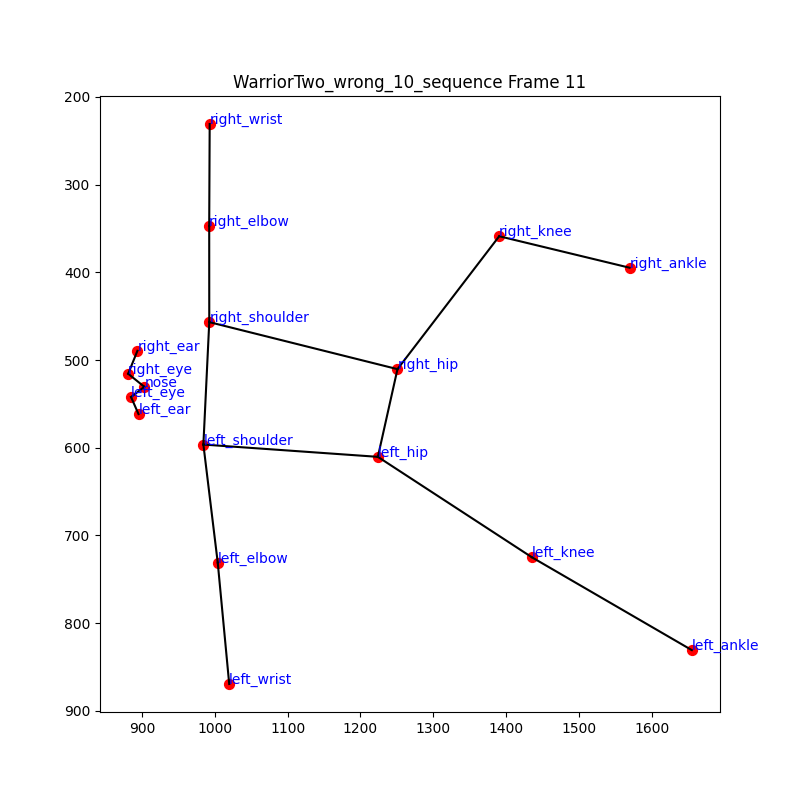 WarriorTwo_wrong_10_sequence Frame 11
200
right_wrist
right_elbow
300
right_knee
right_ankle
400
right_shoulder
right_ear
right_hip
500
right_eye
nose
left_eye
left_ear
left_shoulder
left_hip
600
left_knee
left_elbow
700
left_ankle
left_wrist
800
900
900 1000 1100 1200 1300 1400 1500 1600